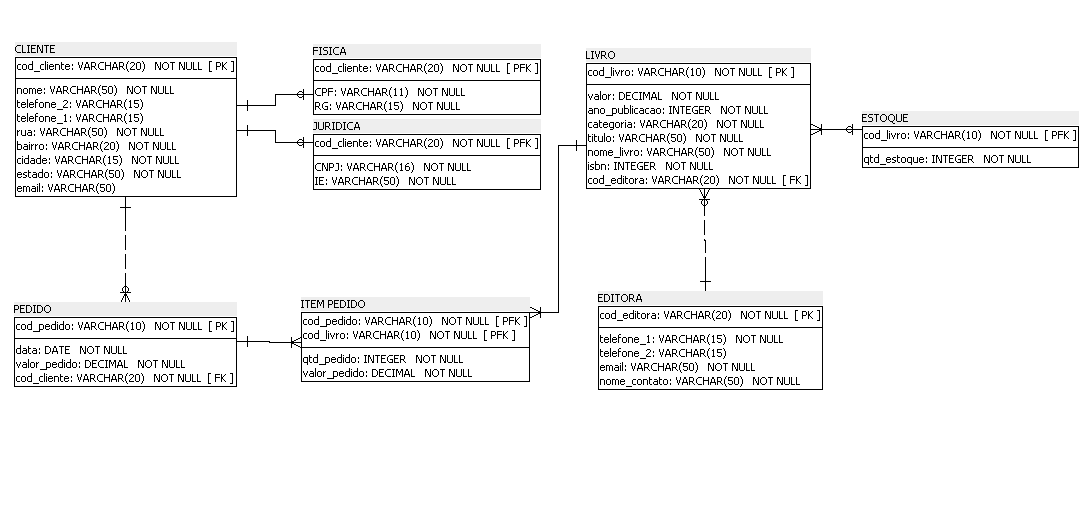 CLIENTE
cod_cliente: VARCHAR(20) NOT NULL [ PK ]
nome: VARCHAR(50) NOT NULL
telefone_2: VARCHAR(15)
telefone_1: VARCHAR(15)
rua: VARCHAR(50) NOT NULL
bairro: VARCHAR(20) NOT NULL
cidade: VARCHAR(15) NOT NULL
estado: VARCHAR(50) NOT NULL
email: VARCHAR(50)
FISICA
cod_cliente: VARCHAR(20) NOT NULL [ PFK ]
CPF: VARCHAR(11) NOT NULL
RG: VARCHAR(15) NOT NULL
JURIDICA
cod_cliente: VARCHAR(20) NOT NULL [ PFK ]
CNPJ: VARCHAR(16) NOT NULL
IE: VARCHAR(50) NOT NULL
LIVRO
cod_livro: VARCHAR(10) NOT NULL [ PK ]
valor: DECIMAL NOT NULL
ano_publicacao: INTEGER NOT NULL
categoria: VARCHAR(20) NOT NULL
titulo: VARCHAR(50) NOT NULL
nome_livro: VARCHAR(50) NOT NULL
isbn: INTEGER NOT NULL
cod_editora: VARCHAR(20) NOT NULL [ FK ]
ESTOQUE
cod_livro: VARCHAR(10) NOT NULL [ PFK ]
qtd_estoque: INTEGER NOT NULL
PEDIDO
cod_pedido: VARCHAR(10) NOT NULL [ PK ]
data: DATE NOT NULL
valor_pedido: DECIMAL NOT NULL
cod_cliente: VARCHAR(20) NOT NULL [ FK ]
ITEM PEDIDO
cod_pedido: VARCHAR(10) NOT NULL [ PFK ]
cod_livro: VARCHAR(10) NOT NULL [ PFK ]
qtd_pedido: INTEGER NOT NULL
valor_pedido: DECIMAL NOT NULL
EDITORA
cod_editora: VARCHAR(20) NOT NULL [ PK ]
telefone_1: VARCHAR(15) NOT NULL
telefone_2: VARCHAR(15)
email: VARCHAR(50) NOT NULL
nome_contato: VARCHAR(50) NOT NULL